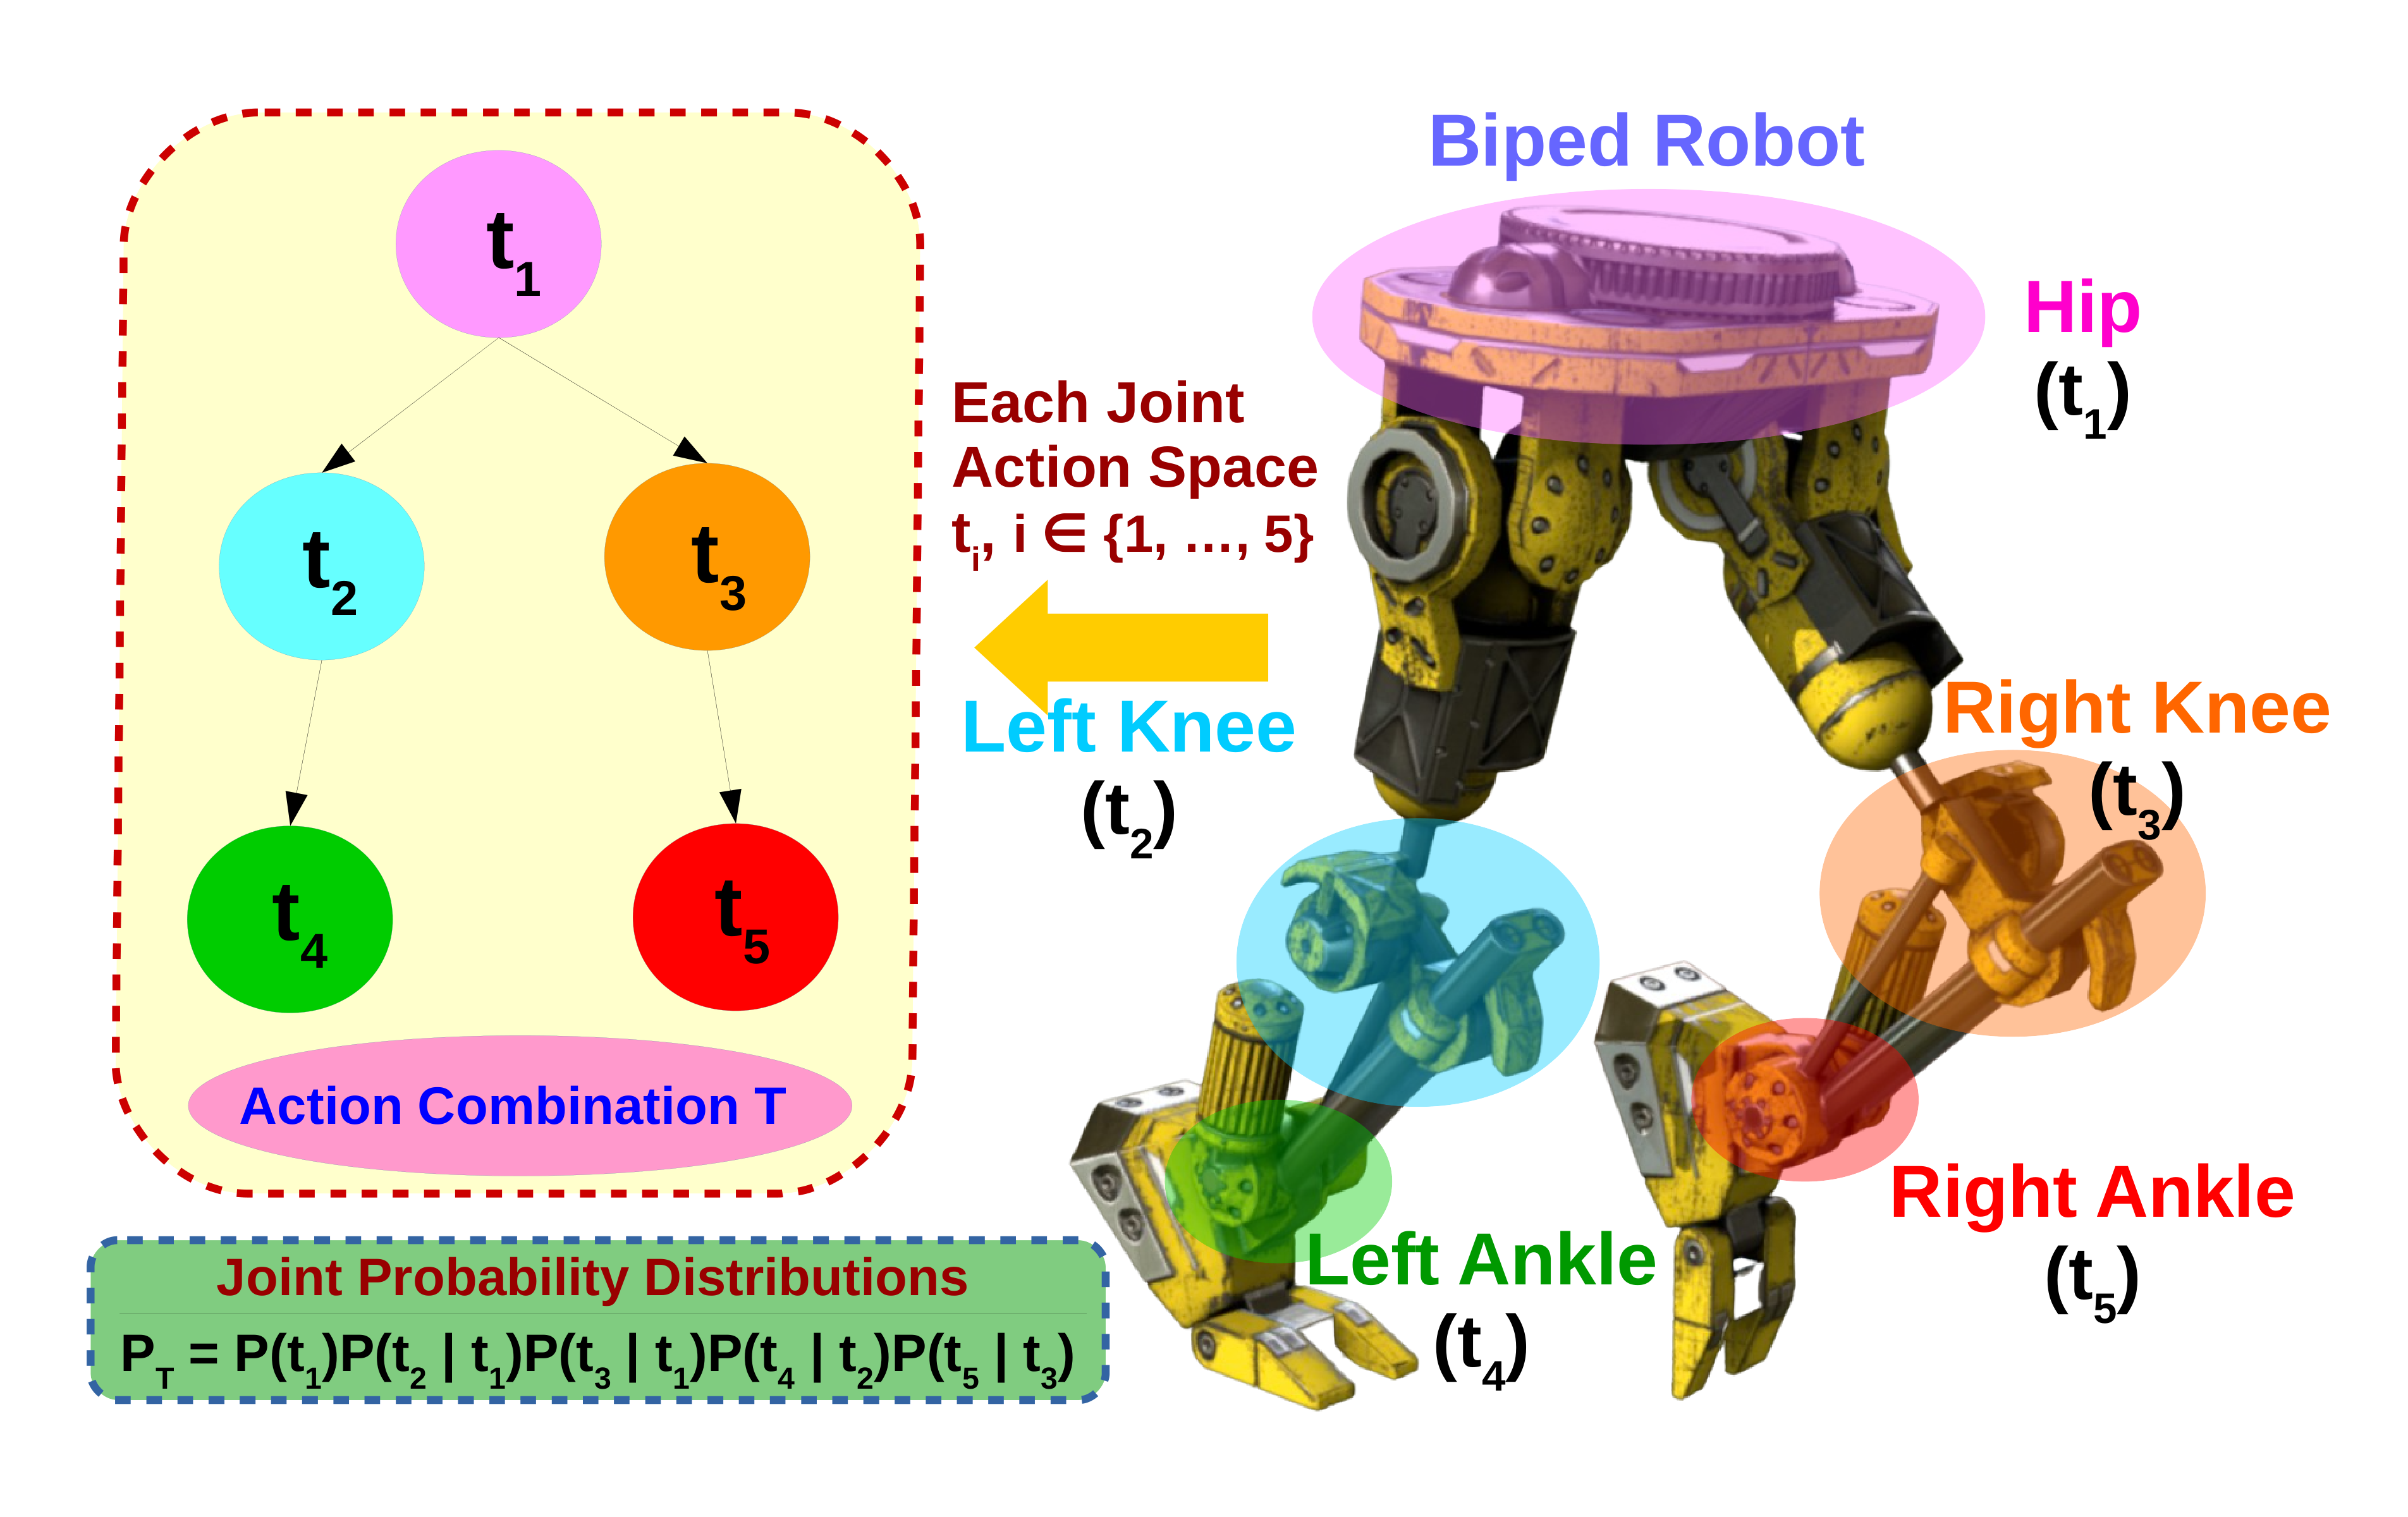 t₁
t₂
t₃
t₄
t₅
Action Combination T
Joint Probability Distributions
P_T = P(t₁)P(t₂ | t₁)P(t₃ | t₁)P(t₄ | t₂)P(t₅ | t₃)
Each Joint
Action Space
tᵢ, i ∈ {1, ..., 5}
Biped Robot
Hip
(t₁)
Left Knee
(t₂)
Right Knee
(t₃)
Left Ankle
(t₄)
Right Ankle
(t₅)